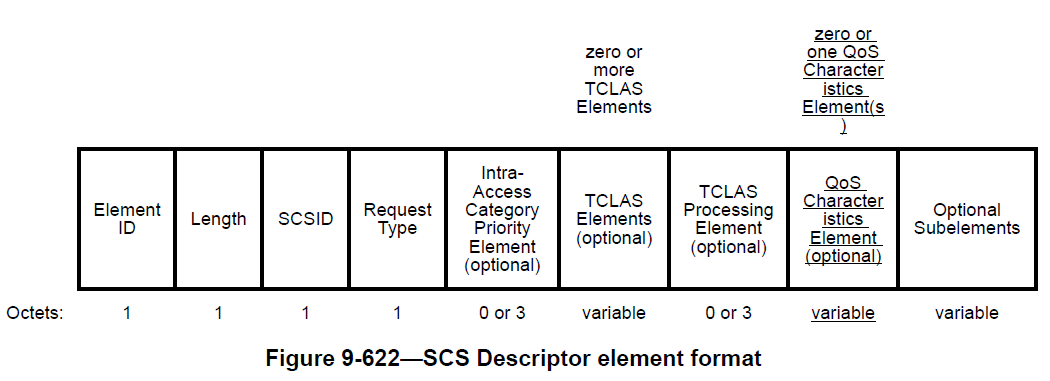 zero or
more
TCLAS
Elements
zero or
one QoS
Character
istics
Element(s
)
Element
ID
Length
SCSID
Request
Type
Intra-
Access
Category
Priority
Element
(optional)
TCLAS
Elements
(optional)
TCLAS
Processing
Element
(optional)
QoS
Character
istics
Element
(optional)
Optional
Subelements
Octets: 1 1 1 1 0 or 3 variable 0 or 3 variable variable
Figure 9-622—SCS Descriptor element format